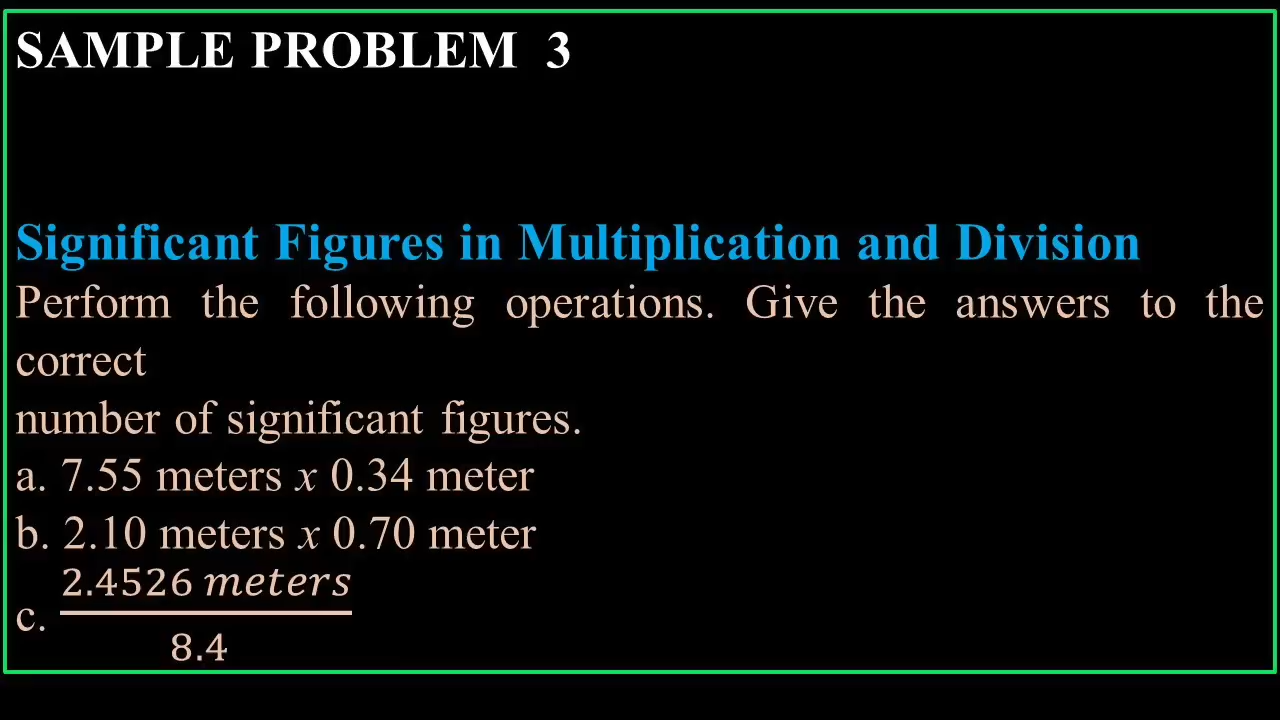 SAMPLE PROBLEM 3
Significant Figures in Multiplication and Division
Perform the following operations. Give the answers to the
correct
number of significant figures.
a. 7.55 meters x 0.34 meter
b. 2.10 meters x 0.70 meter
c. 2.4526 meters
8.4